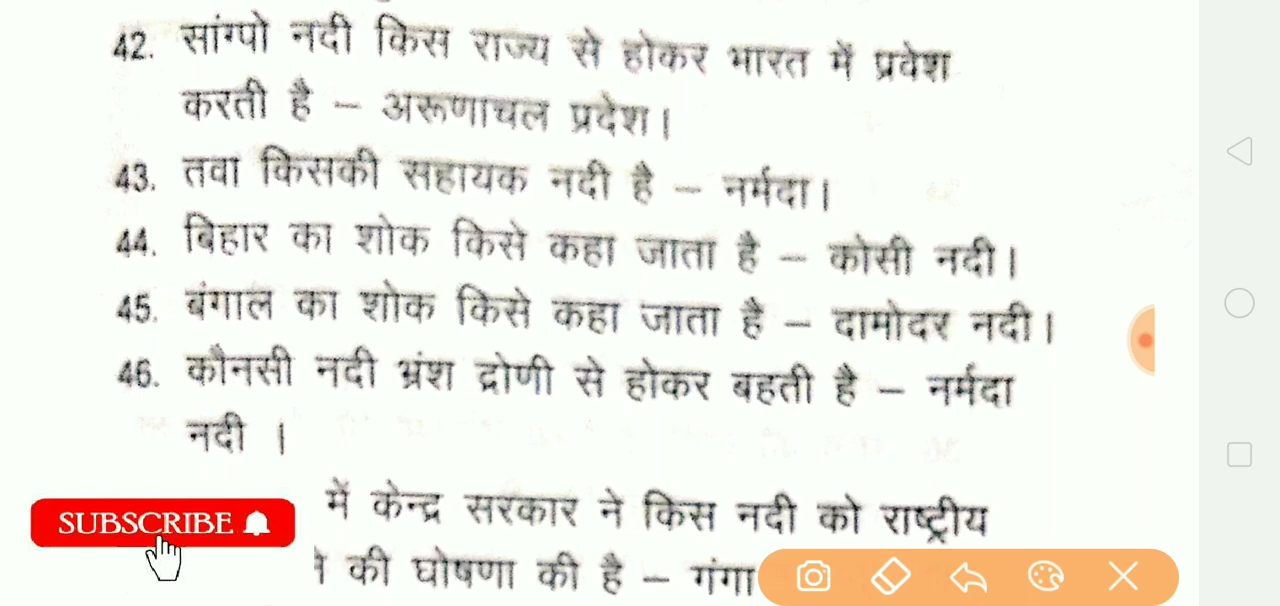 42. सांग्पो नदी किस राज्य से होकर भारत में प्रवेश
करती है – अरूणाचल प्रदेश।
43. तवा किसकी सहायक नदी है – नर्मदा।
44. बिहार का शोक किसे कहा जाता है – कोसी नदी।
45. बंगाल का शोक किसे कहा जाता है – दामोदर नदी।
46. कौनसी नदी भ्रंश द्रोणी से होकर बहती है – नर्मदा
नदी ।
में केन्द्र सरकार ने किस नदी को राष्ट्रीय
SUBSCRIBE
की घोषणा की है – गंगा